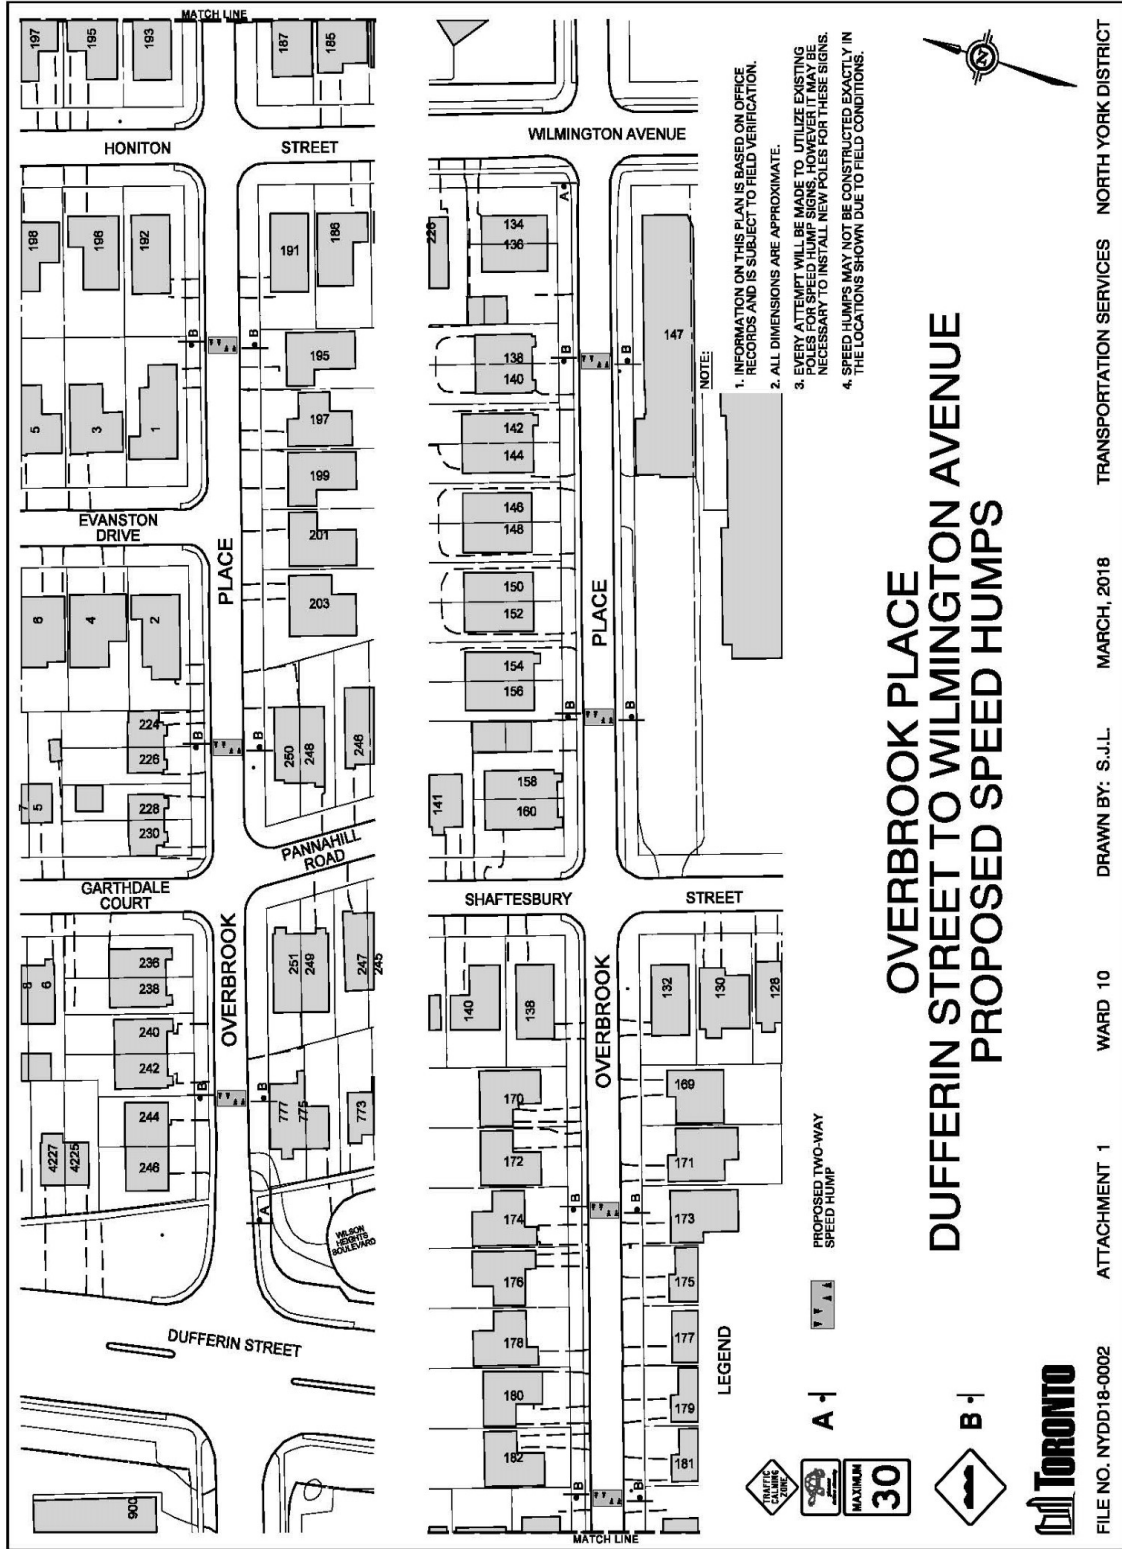 MATCH LINE
197
195
193
187
185
HONITON
STREET
198
196
192
191
186
B
B
195
5
3
1
197
199
EVANSTON
DRIVE
PLACE
201
203
6
4
2
224
226
B
B
250
248
246
7
5
228
230
PANNAHILL
ROAD
GARTHDALE
COURT
OVERBROOK
8
6
236
238
251
249
247
245
240
242
B
B
777
775
773
4227
4225
244
246
A
WILSON
HEIGHTS
BOULEVARD
DUFFERIN STREET
900
WILMINGTON AVENUE
A
226
134
136
147
138
140
B
B
142
144
146
148
150
152
PLACE
154
156
B
B
141
158
160
SHAFTESBURY
STREET
140
138
OVERBROOK
132
130
128
170
169
172
171
174
B
B
173
176
175
178
177
180
179
182
181
B
B
MATCH LINE
NOTE:
1. INFORMATION ON THIS PLAN IS BASED ON OFFICE
RECORDS AND IS SUBJECT TO FIELD VERIFICATION.
2. ALL DIMENSIONS ARE APPROXIMATE.
3. EVERY ATTEMPT WILL BE MADE TO UTILIZE EXISTING
POLES FOR SPEED HUMP SIGNS, HOWEVER IT MAY BE
NECESSARY TO INSTALL NEW POLES FOR THESE SIGNS.
4. SPEED HUMPS MAY NOT BE CONSTRUCTED EXACTLY IN
THE LOCATIONS SHOWN DUE TO FIELD CONDITIONS.
N
LEGEND
TRAFFIC
CALMING
ZONE
MAXIMUM
30
A
B
PROPOSED TWO-WAY
SPEED HUMP
OVERBROOK PLACE
DUFFERIN STREET TO WILMINGTON AVENUE
PROPOSED SPEED HUMPS
TORONTO
FILE NO. NYDD18-0002 ATTACHMENT 1 WARD 10 DRAWN BY: S.J.L. MARCH, 2018 TRANSPORTATION SERVICES NORTH YORK DISTRICT